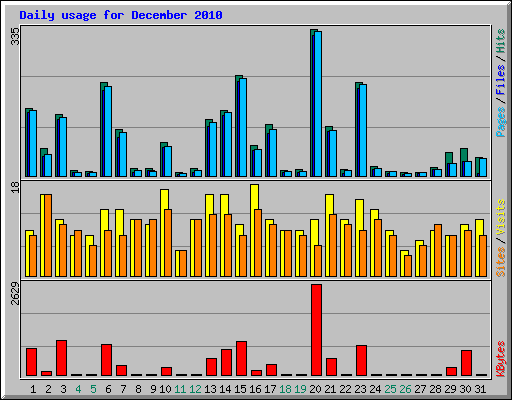 Daily usage for December 2010
335
Pages / Files / Hits
18
Sites / Visits
2629
KBytes
1 2 3 4 5 6 7 8 9 10 11 12 13 14 15 16 17 18 19 20 21 22 23 24 25 26 27 28 29 30 31